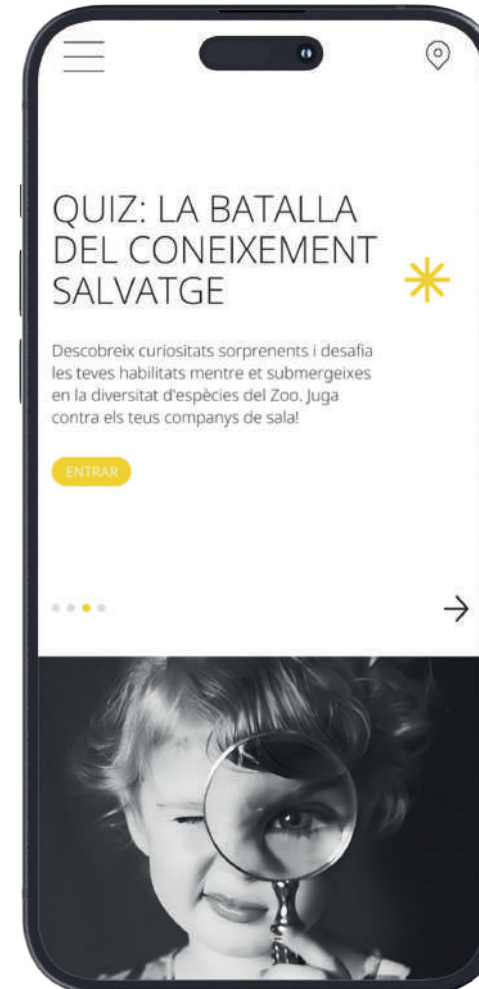 QUIZ: LA BATALLA
DEL CONEIXEMENT
SALVATGE
Descobreix curiositats sorprenents i desafia
les teves habilitats mentre et submergeixes
en la diversitat d'espècies del Zoo. Juga
contra els teus companys de sala!
ENTRAR